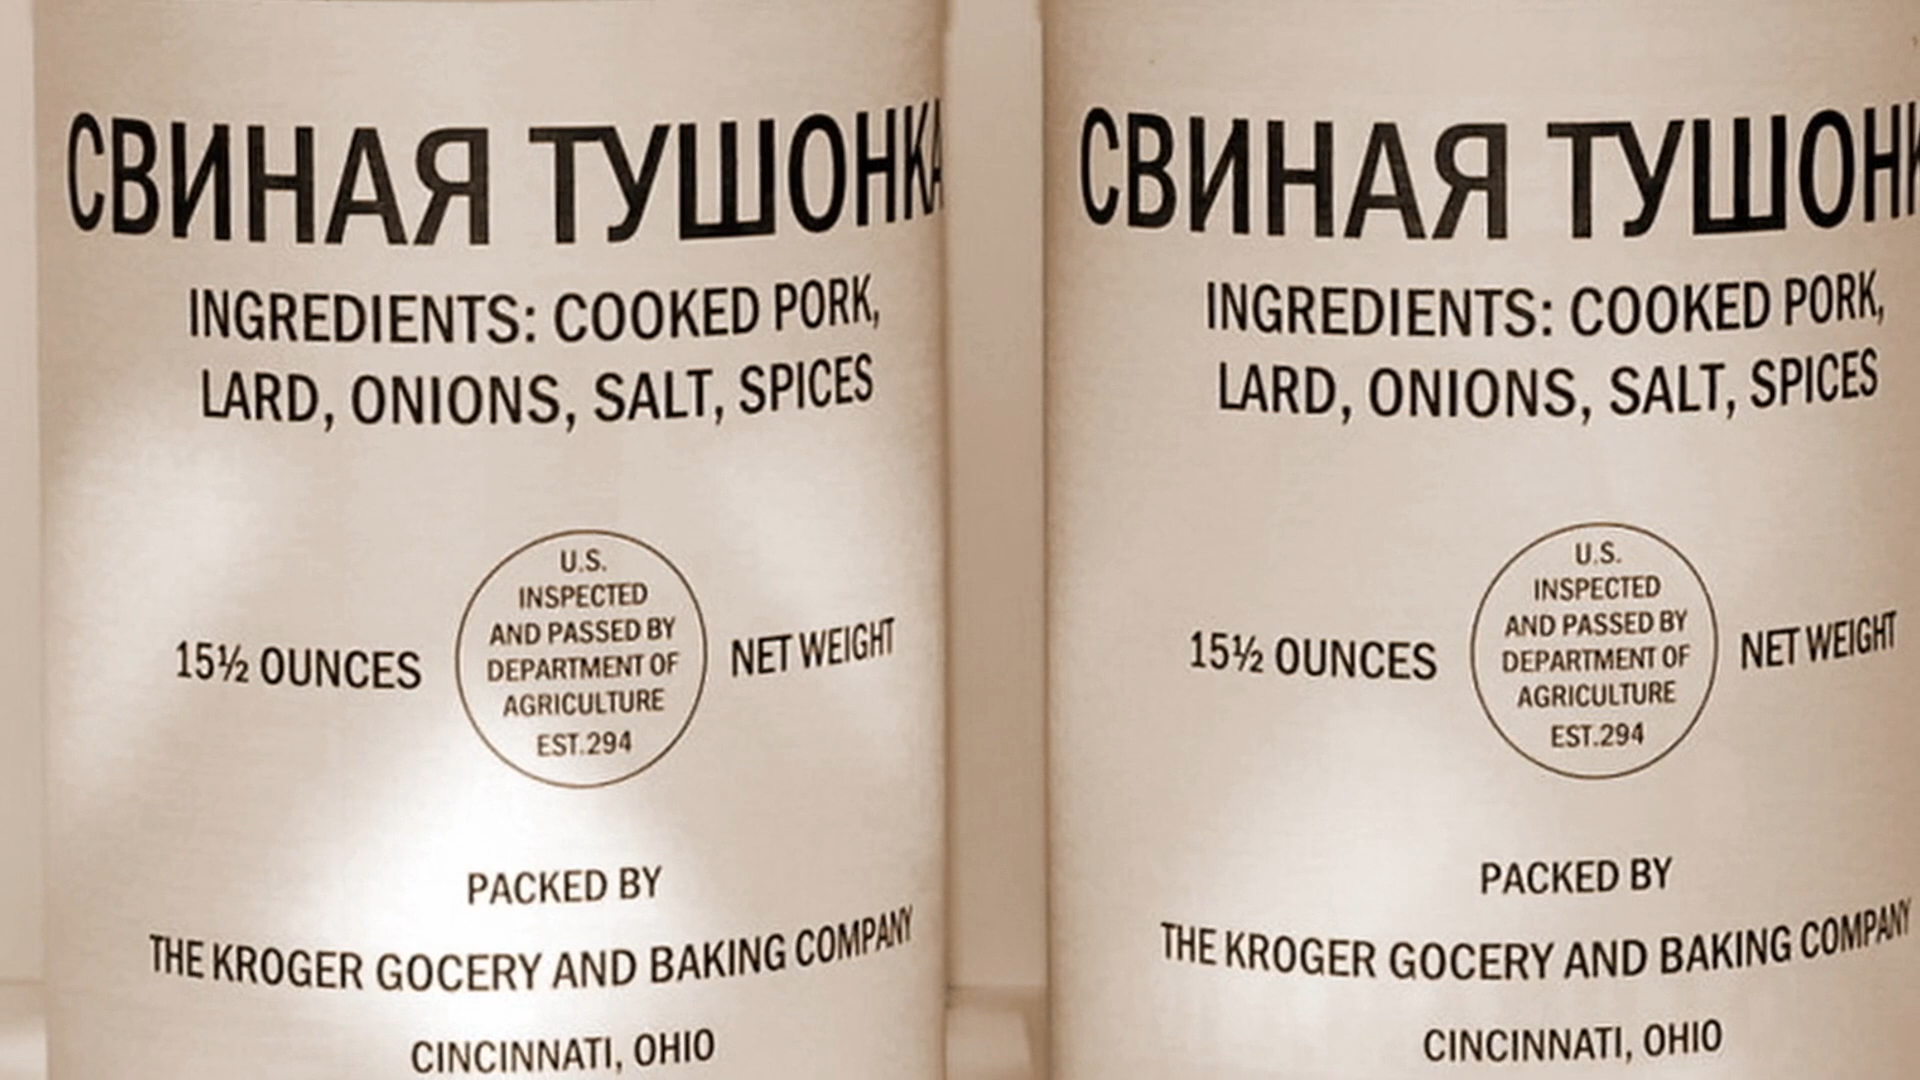 СВИНАЯ ТУШОНКА
INGREDIENTS: COOKED PORK,
LARD, ONIONS, SALT, SPICES
15½ OUNCES
U.S.
INSPECTED
AND PASSED BY
DEPARTMENT OF
AGRICULTURE
EST.294
NET WEIGHT
PACKED BY
THE KROGER GOCERY AND BAKING COMPANY
CINCINNATI, OHIO
СВИНАЯ ТУШОНК
INGREDIENTS: COOKED PORK,
LARD, ONIONS, SALT, SPICES
15½ OUNCES
U.S.
INSPECTED
AND PASSED BY
DEPARTMENT OF
AGRICULTURE
EST.294
NET WEIGHT
PACKED BY
THE KROGER GOCERY AND BAKING COMPANY
CINCINNATI, OHIO